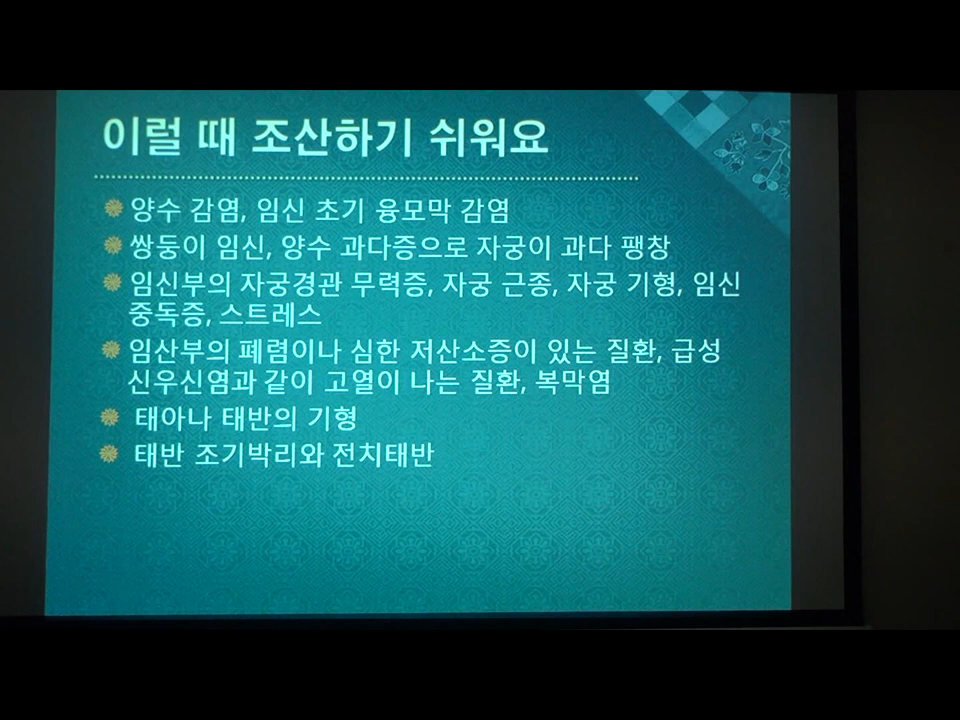 이럴 때 조산하기 쉬워요
양수 감염, 임신 초기 융모막 감염
쌍둥이 임신, 양수 과다증으로 자궁이 과다 팽창
임신부의 자궁경관 무력증, 자궁 근종, 자궁 기형, 임신
중독증, 스트레스
임산부의 폐렴이나 심한 저산소증이 있는 질환, 급성
신우신염과 같이 고열이 나는 질환, 복막염
태아나 태반의 기형
태반 조기박리와 전치태반